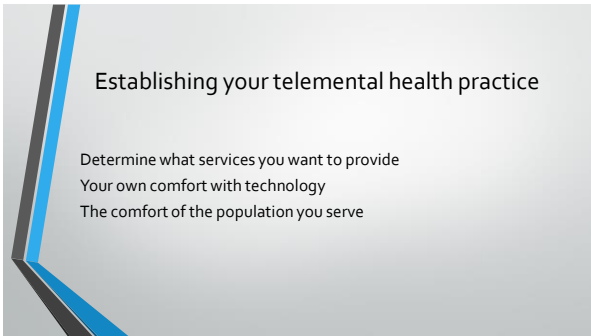 Establishing your telemental health practice
Determine what services you want to provide
Your own comfort with technology
The comfort of the population you serve